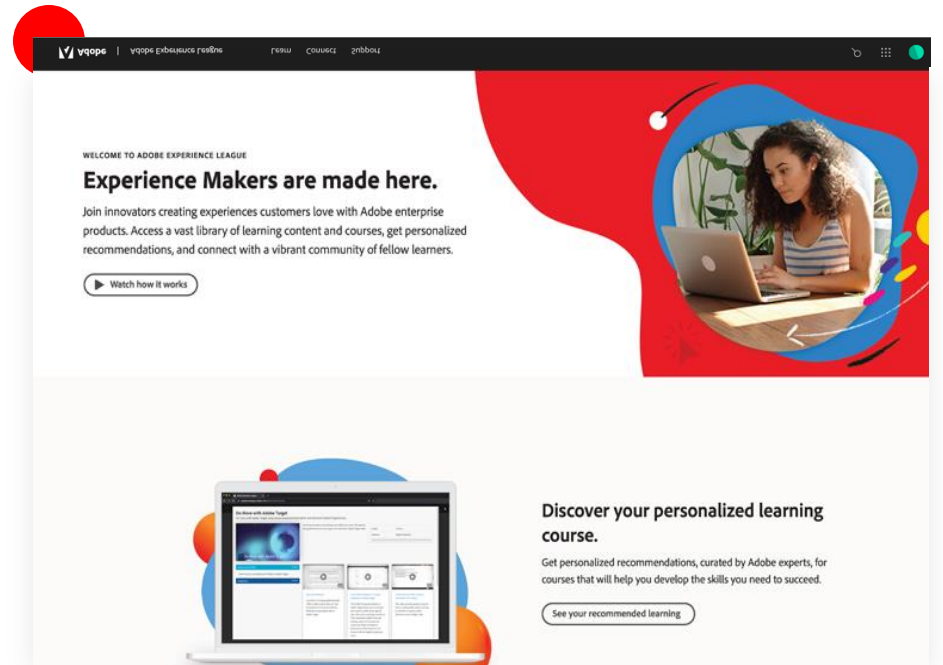 Adobe | Adobe Experience League Learn Connect Support
WELCOME TO ADOBE EXPERIENCE LEAGUE
Experience Makers are made here.
Join innovators creating experiences customers love with Adobe enterprise
products. Access a vast library of learning content and courses, get personalized
recommendations, and connect with a vibrant community of fellow learners.
Watch how it works
Do More with Adobe Target
Discover your personalized learning
course.
Get personalized recommendations, curated by Adobe experts, for
courses that will help you develop the skills you need to succeed.
See your recommended learning